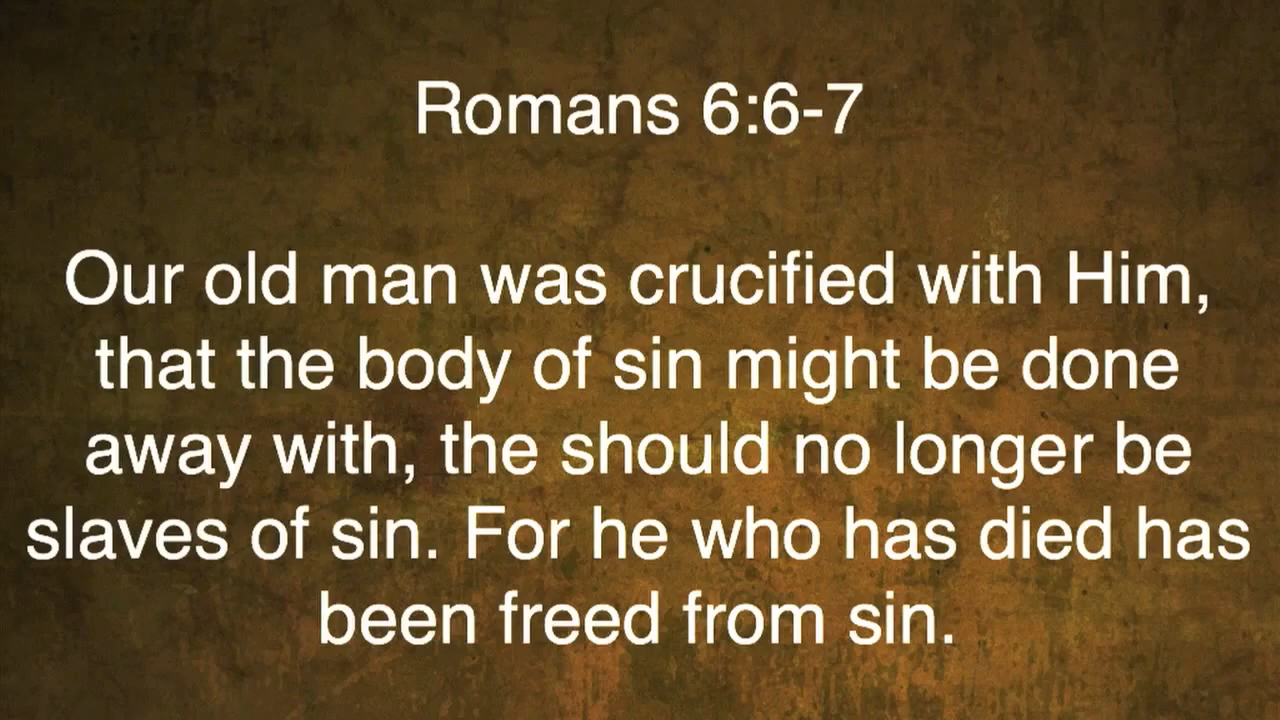 Romans 6:6-7
Our old man was crucified with Him,
that the body of sin might be done
away with, the should no longer be
slaves of sin. For he who has died has
been freed from sin.